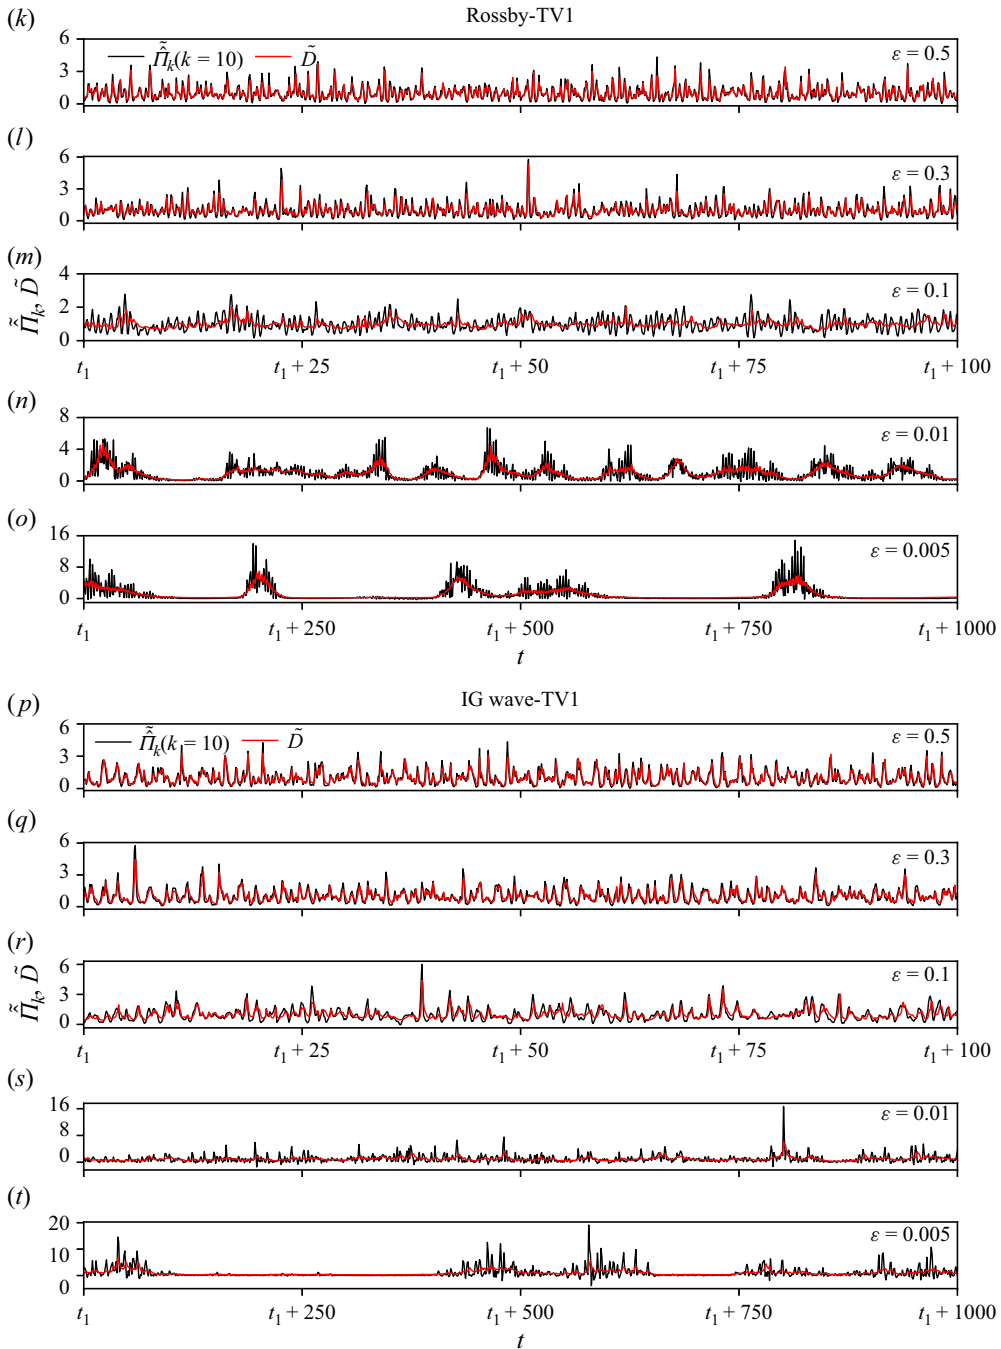 (k) Rossby-TV1
6 Π̃̂ₖ(k = 10) D̃ ε = 0.5
3
0
(l)
6 ε = 0.3
3
0
(m)
4 ε = 0.1
2
0
Π̃ₖ, D̃
t₁ t₁ + 25 t₁ + 50 t₁ + 75 t₁ + 100
(n)
8 ε = 0.01
4
0
(o)
16 ε = 0.005
8
0
t₁ t₁ + 250 t₁ + 500 t₁ + 750 t₁ + 1000
t
(p) IG wave-TV1
6 Π̃̂ₖ(k = 10) D̃ ε = 0.5
3
0
(q)
6 ε = 0.3
3
0
(r)
6 ε = 0.1
3
0
Π̃ₖ, D̃
t₁ t₁ + 25 t₁ + 50 t₁ + 75 t₁ + 100
(s)
16 ε = 0.01
8
0
(t)
20 ε = 0.005
10
0
t₁ t₁ + 250 t₁ + 500 t₁ + 750 t₁ + 1000
t